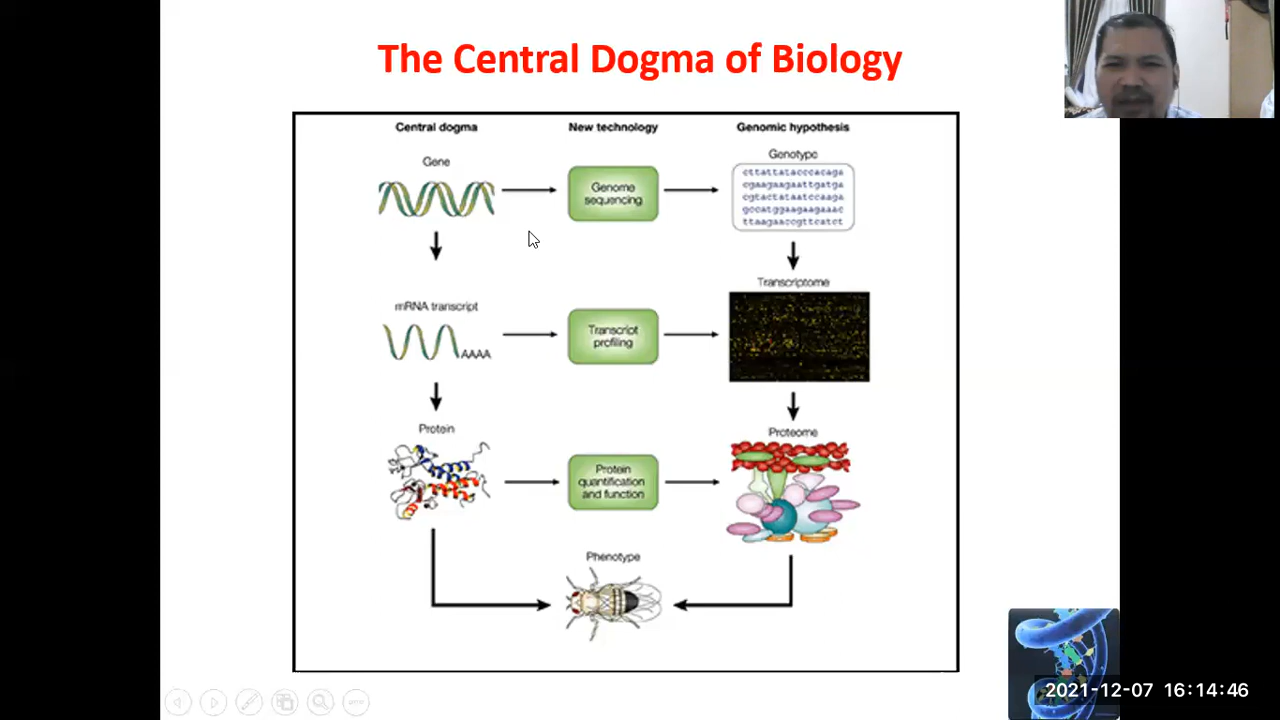 The Central Dogma of Biology
Central dogma
New technology
Genomic hypothesis
Gene
Genome
sequencing
Genotype
cttattatacccacaga
cgaagaagaattgatga
cgtactataatccaaga
gccatggaagaagaaac
ttaagaaccgttcatct
mRNA transcript
AAAA
Transcript
profiling
Transcriptome
Protein
Protein
quantification
and function
Proteome
Phenotype
2021-12-07 16:14:46